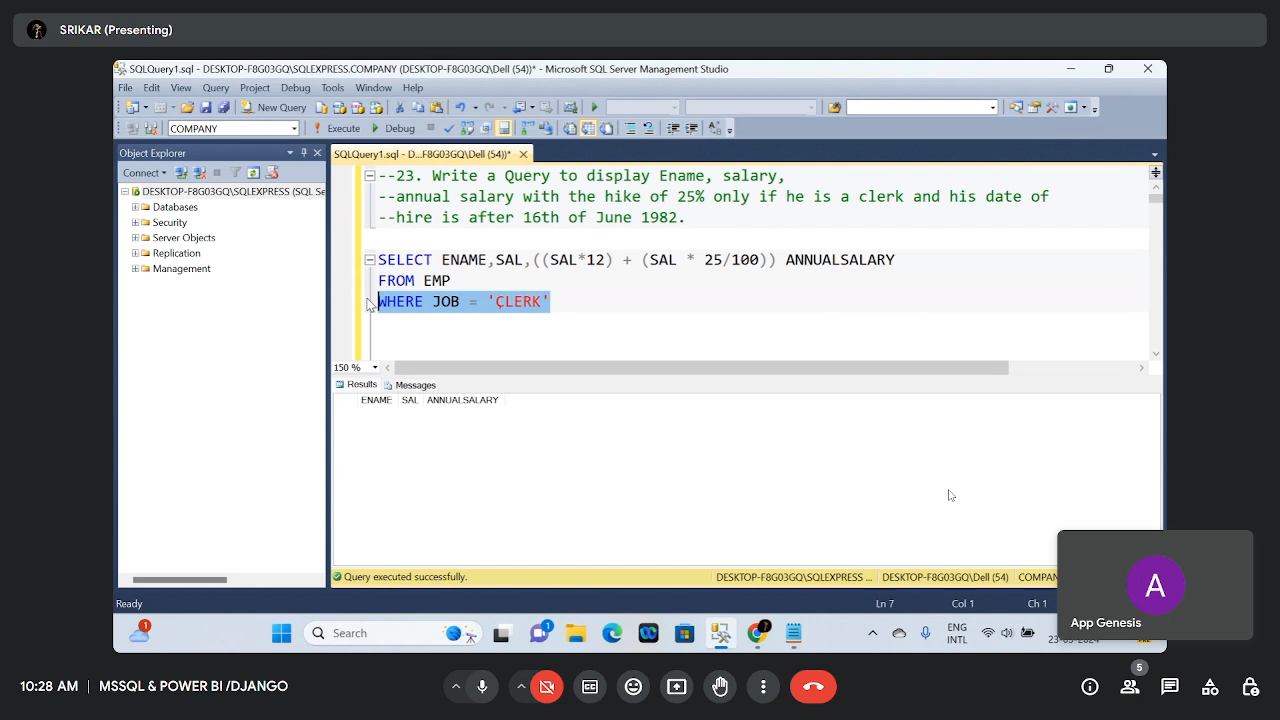 SRIKAR (Presenting)
SQLQuery1.sql - DESKTOP-F8G03GQ\SQLEXPRESS.COMPANY (DESKTOP-F8G03GQ\Dell (54))* - Microsoft SQL Server Management Studio
File Edit View Query Project Debug Tools Window Help
New Query
COMPANY Execute Debug
Object Explorer
SQLQuery1.sql - D...F8G03GQ\Dell (54))*
Connect
DESKTOP-F8G03GQ\SQLEXPRESS (SQL Se
Databases
Security
Server Objects
Replication
Management
--23. Write a Query to display Ename, salary,
--annual salary with the hike of 25% only if he is a clerk and his date of
--hire is after 16th of June 1982.
SELECT ENAME,SAL,((SAL*12) + (SAL * 25/100)) ANNUALSALARY
FROM EMP
WHERE JOB = 'ÇLERK'
150 %
Results Messages
ENAME SAL ANNUALSALARY
Query executed successfully. DESKTOP-F8G03GQ\SQLEXPRESS ... DESKTOP-F8G03GQ\Dell (54) COMPAN
Ready Ln 7 Col 1 Ch 1
1 Search 1 ENG
INTL
A
App Genesis
10:28 AM | MSSQL & POWER BI /DJANGO
5